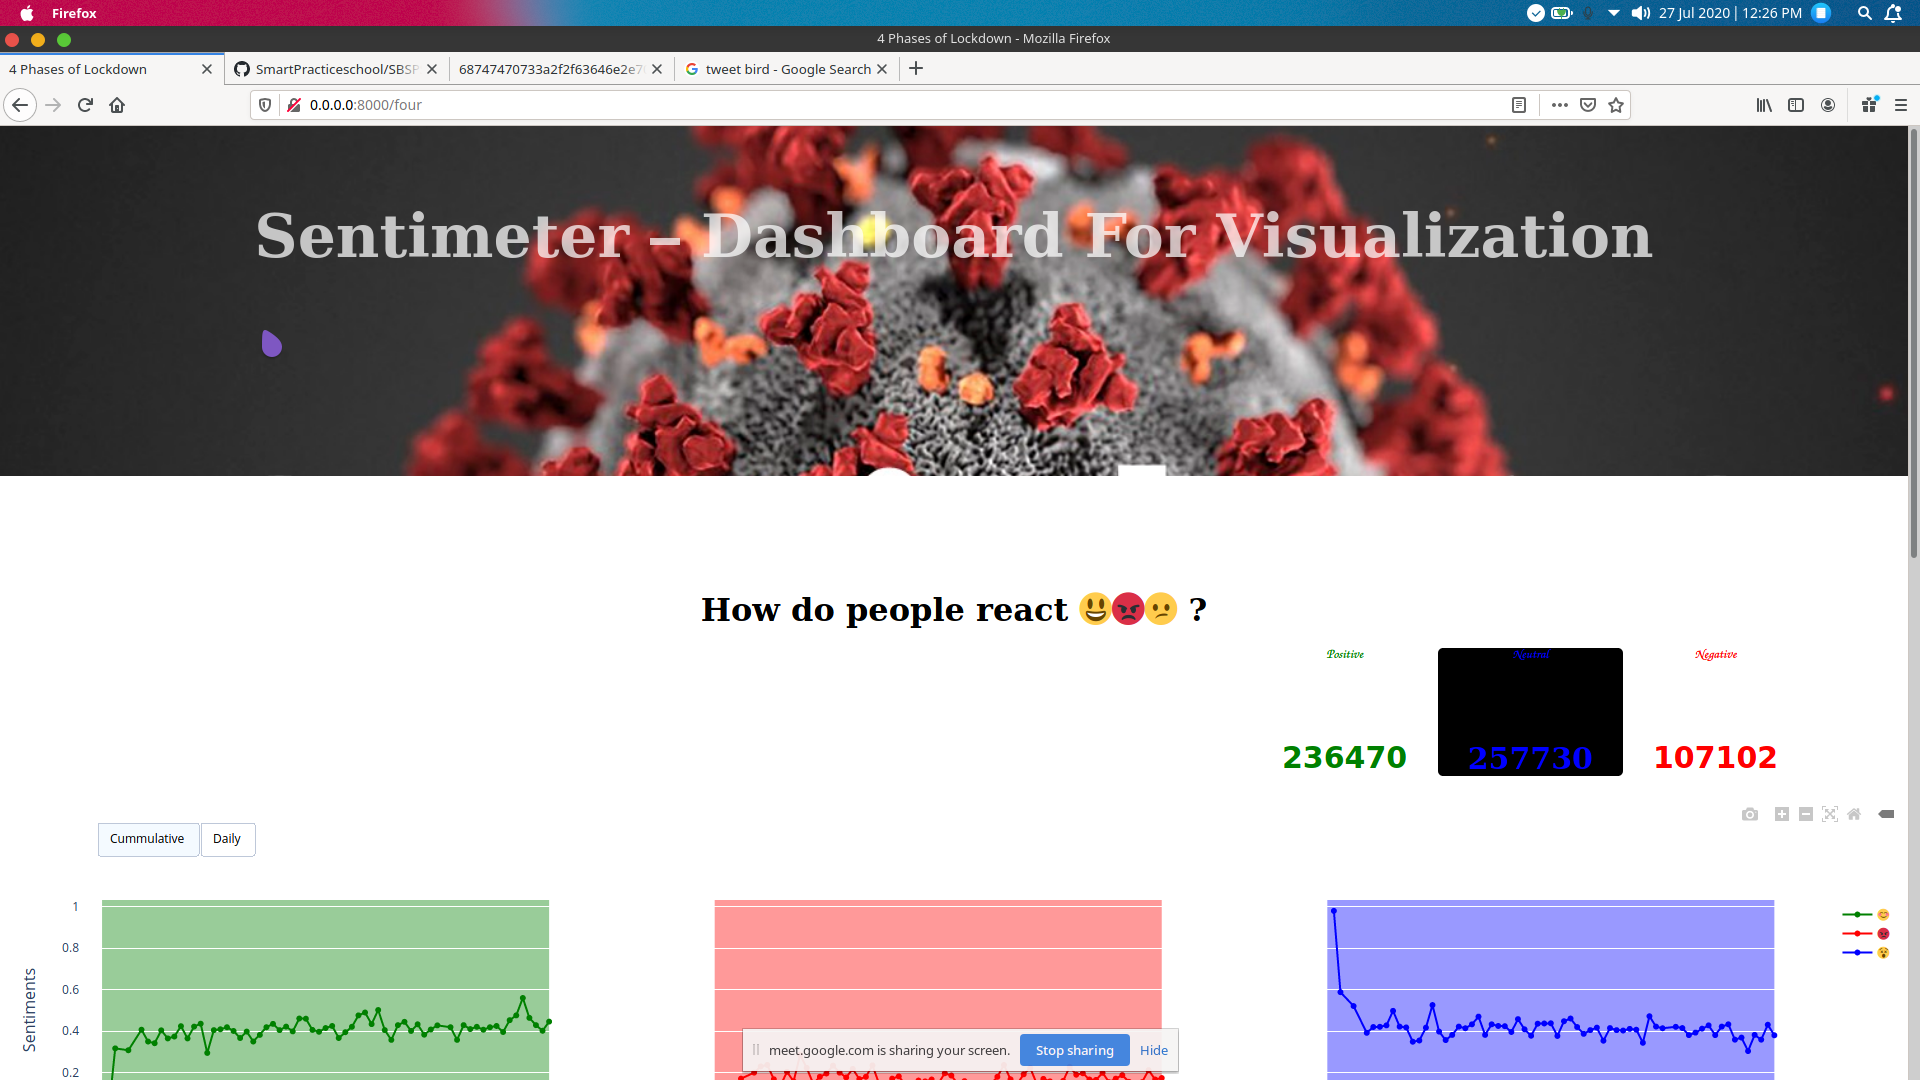 Firefox
27 Jul 2020 | 12:26 PM
4 Phases of Lockdown - Mozilla Firefox
4 Phases of Lockdown
SmartPracticeschool/SBSP
68747470733a2f2f63646e2e7
tweet bird - Google Search
0.0.0.0:8000/four
Sentimeter – Dashboard For Visualization
How do people react 😃😡😕 ?
Positive
Neutral
Negative
236470
257730
107102
Cummulative
Daily
Sentiments
1
0.8
0.6
0.4
0.2
meet.google.com is sharing your screen.
Stop sharing
Hide